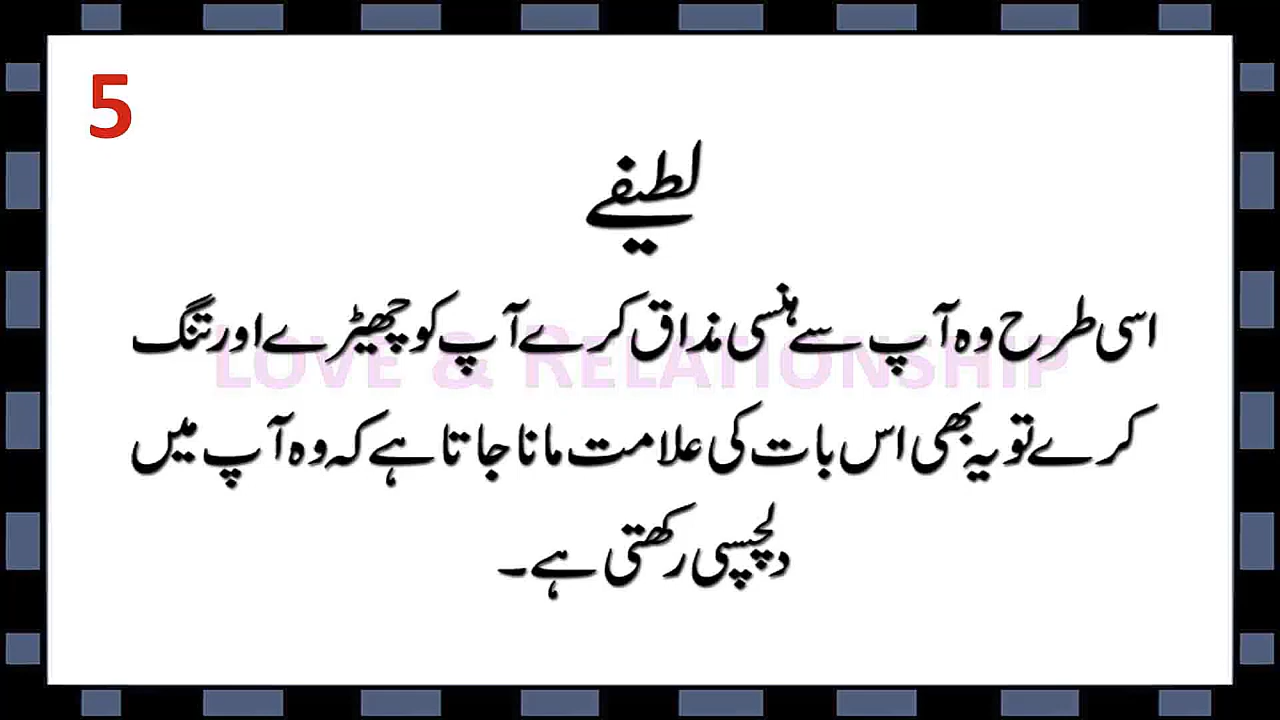 5
لطیفے
اسی طرح وہ آپ سے ہنسی مذاق کرے آپ کو چھیڑے اور تنگ
LOVE & RELATIONSHIP
کرے تو یہ بھی اس بات کی علامت مانا جاتا ہے کہ وہ آپ میں
دلچسپی رکھتی ہے۔